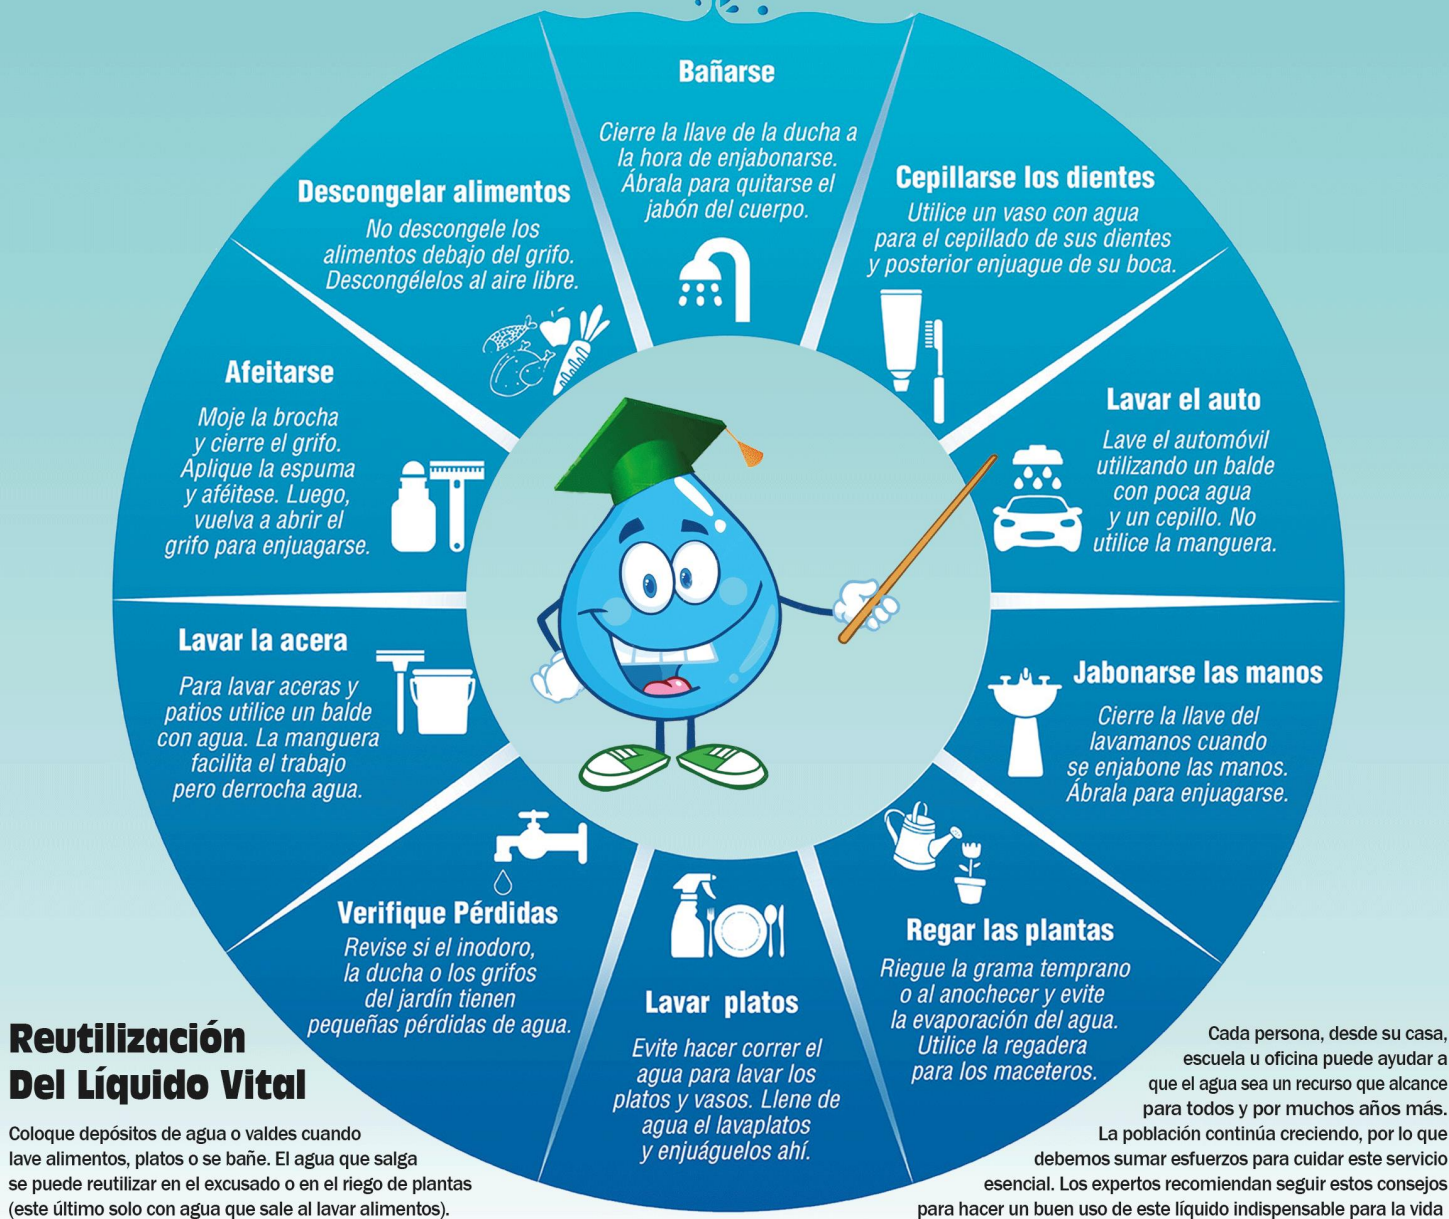 Bañarse
Cierre la llave de la ducha a
la hora de enjabonarse.
Ábrala para quitarse el
jabón del cuerpo.
Cepillarse los dientes
Utilice un vaso con agua
para el cepillado de sus dientes
y posterior enjuague de su boca.
Lavar el auto
Lave el automóvil
utilizando un balde
con poca agua
y un cepillo. No
utilice la manguera.
Jabonarse las manos
Cierre la llave del
lavamanos cuando
se enjabone las manos.
Ábrala para enjuagarse.
Regar las plantas
Riegue la grama temprano
o al anochecer y evite
la evaporación del agua.
Utilice la regadera
para los maceteros.
Lavar platos
Evite hacer correr el
agua para lavar los
platos y vasos. Llene de
agua el lavaplatos
y enjuáguelos ahí.
Verifique Pérdidas
Revise si el inodoro,
la ducha o los grifos
del jardín tienen
pequeñas pérdidas de agua.
Lavar la acera
Para lavar aceras y
patios utilice un balde
con agua. La manguera
facilita el trabajo
pero derrocha agua.
Afeitarse
Moje la brocha
y cierre el grifo.
Aplique la espuma
y aféitese. Luego,
vuelva a abrir el
grifo para enjuagarse.
Descongelar alimentos
No descongele los
alimentos debajo del grifo.
Descongélelos al aire libre.
Reutilización
Del Líquido Vital
Coloque depósitos de agua o valdes cuando
lave alimentos, platos o se bañe. El agua que salga
se puede reutilizar en el excusado o en el riego de plantas
(este último solo con agua que sale al lavar alimentos).
Cada persona, desde su casa,
escuela u oficina puede ayudar a
que el agua sea un recurso que alcance
para todos y por muchos años más.
La población continúa creciendo, por lo que
debemos sumar esfuerzos para cuidar este servicio
esencial. Los expertos recomiendan seguir estos consejos
para hacer un buen uso de este líquido indispensable para la vida